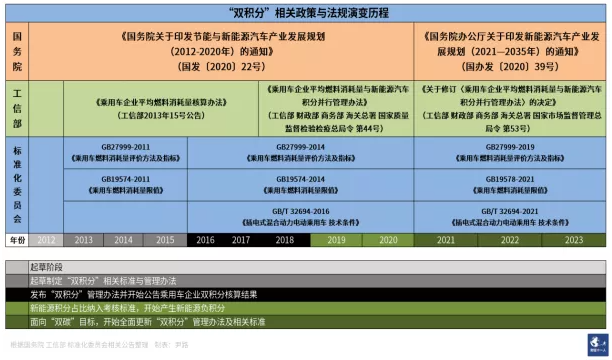 “双积分”相关政策与法规演变历程
国务院
《国务院关于印发节能与新能源汽车产业发展规划
(2012-2020年）的通知》
（国发〔2020〕22号）
《国务院办公厅关于印发新能源汽车产业发
展规划（2021—2035年）的通知》
（国办发〔2020〕39号）
工信部
《乘用车企业平均燃料消耗量核算办法》
（工信部2013年15号公告）
《乘用车企业平均燃料消耗量与新能源汽车
积分并行管理办法》
（工信部 财政部 商务部 海关总署 国家质量
监督检验检疫总局令 第44号）
《关于修订〈乘用车企业平均燃料消耗量与新能源汽车
积分并行管理办法〉的决定》
（工信部 财政部 商务部 海关总署 国家市场监督管理总
局令 第53号）
标准化委员会
GB27999-2011
《乘用车燃料消耗量评价方法及指标》
GB27999-2014
《乘用车燃料消耗量评价方法及指标》
GB27999-2019
《乘用车燃料消耗量评价方法及指标》
GB19574-2011
《乘用车燃料消耗量限值》
GB19574-2014
《乘用车燃料消耗量限值》
GB19578-2021
《乘用车燃料消耗量限值》
GB/T 32694-2016
《插电式混合动力电动乘用车 技术条件》
GB/T 32694-2021
《插电式混合动力电动乘用车 技术条件》
年份 2012 2013 2014 2015 2016 2017 2018 2019 2020 2021 2022 2023
起草阶段
起草制定“双积分”相关标准与管理办法
发布“双积分”管理办法并开始公告乘用车企业双积分核算结果
新能源积分占比纳入考核标准，开始产生新能源负积分
面向“双碳”目标，开始全面更新“双积分”管理办法及相关标准
根据国务院 工信部 标准化委员会相关公告整理 制表：尹路